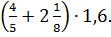 (4/5 + 2 1/8) · 1,6.